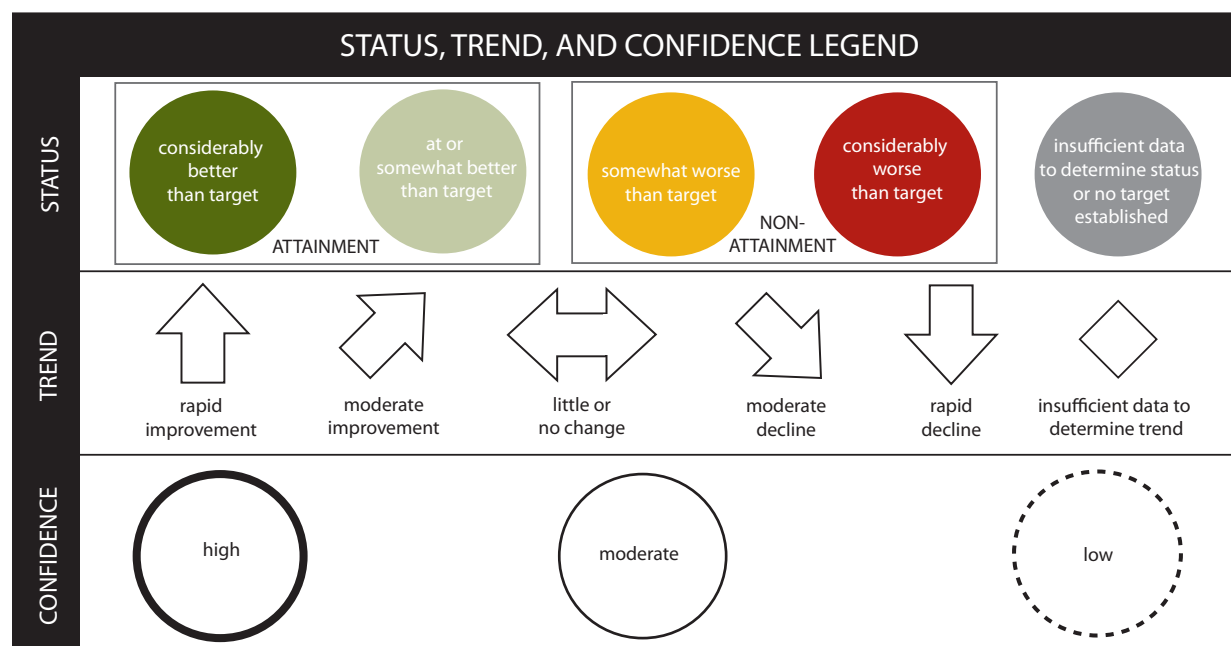 STATUS, TREND, AND CONFIDENCE LEGEND
STATUS
considerably
better
than target
at or
somewhat better
than target
ATTAINMENT
somewhat worse
than target
considerably
worse
than target
NON-
ATTAINMENT
insufficient data
to determine status
or no target
established
TREND
rapid
improvement
moderate
improvement
little or
no change
moderate
decline
rapid
decline
insufficient data to
determine trend
CONFIDENCE
high
moderate
low